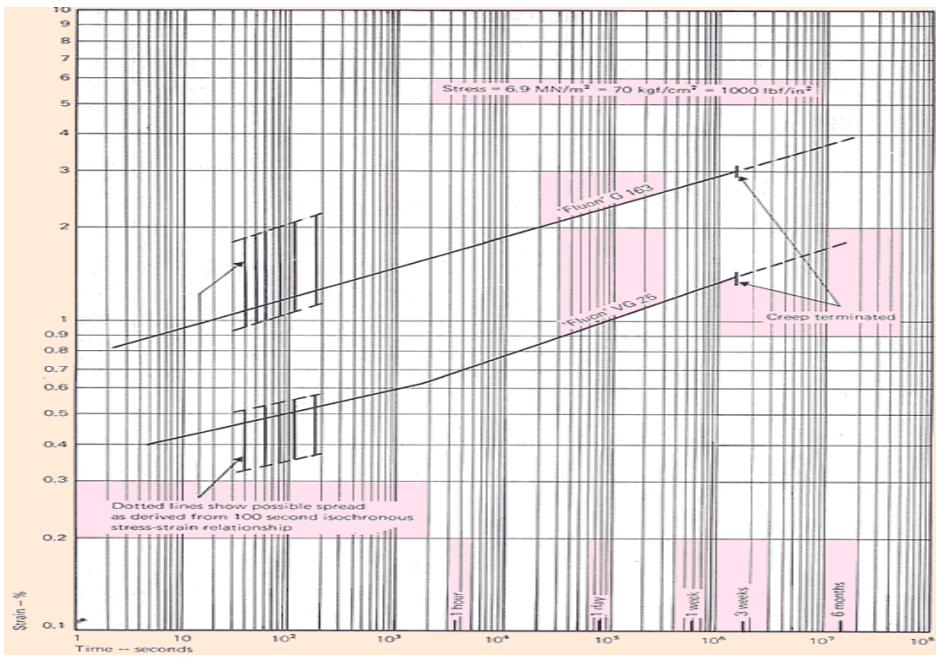 10
9
8
7
6
5
4
3
2
1
0.9
0.8
0.7
0.6
0.5
0.4
0.3
0.2
0.1
Strain – %
Stress = 6.9 MN/m² = 70 kgf/cm² = 1000 lbf/in²
'Fluon' G 163
'Fluon' VG 25
Creep terminated
Dotted lines show possible spread
as derived from 100 second isochronous
stress-strain relationship
1 hour
1 day
1 week
3 weeks
6 months
1
10
10²
10³
10⁴
10⁵
10⁶
10⁷
10⁸
Time — seconds